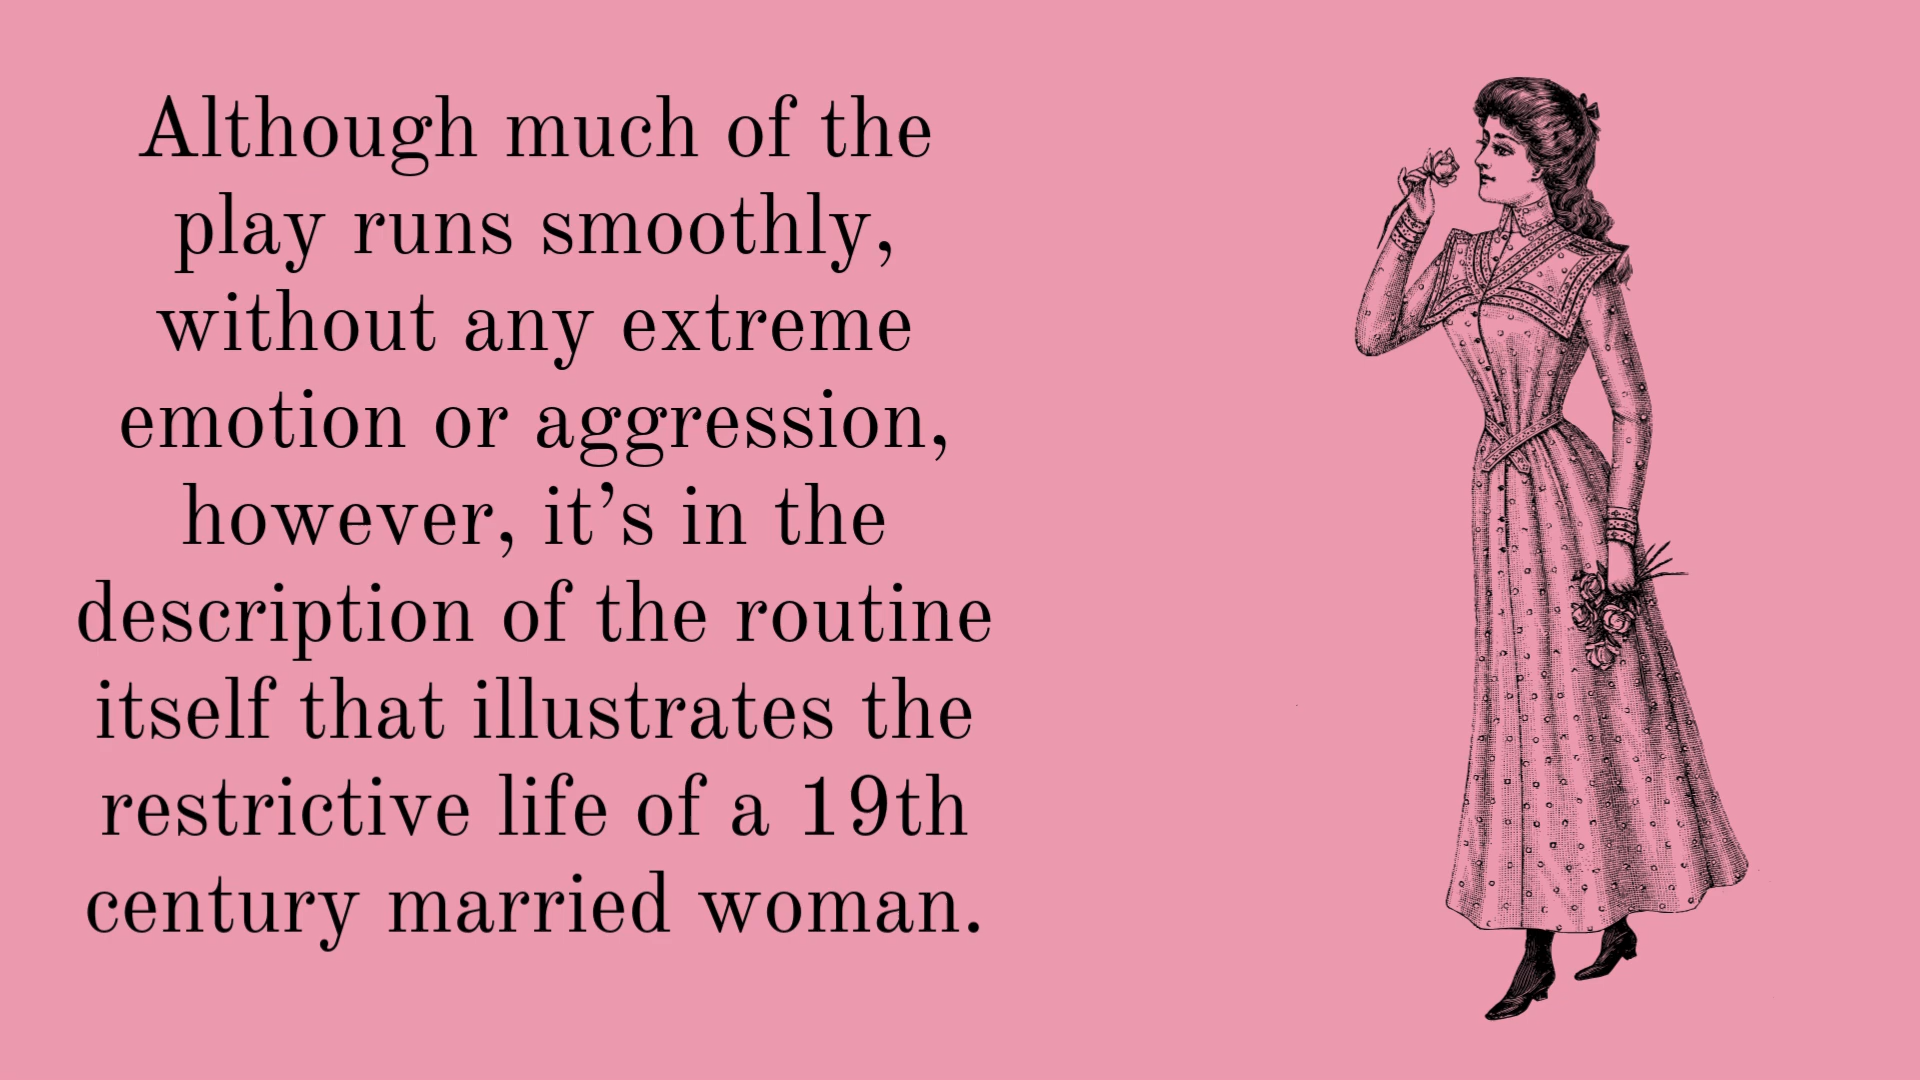 Although much of the
play runs smoothly,
without any extreme
emotion or aggression,
however, it’s in the
description of the routine
itself that illustrates the
restrictive life of a 19th
century married woman.